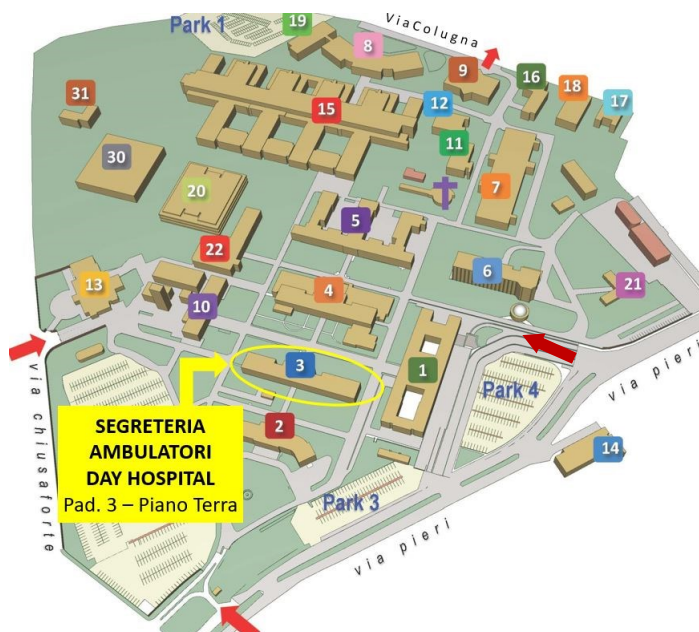 Park 1
19
8
ViaColugna
9
16
18
17
31
15
12
11
30
20
7
5
22
6
13
10
4
21
3
1
via chiusaforte
SEGRETERIA
AMBULATORI
DAY HOSPITAL
Pad. 3 – Piano Terra
2
Park 4
via pieri
14
Park 3
via pieri